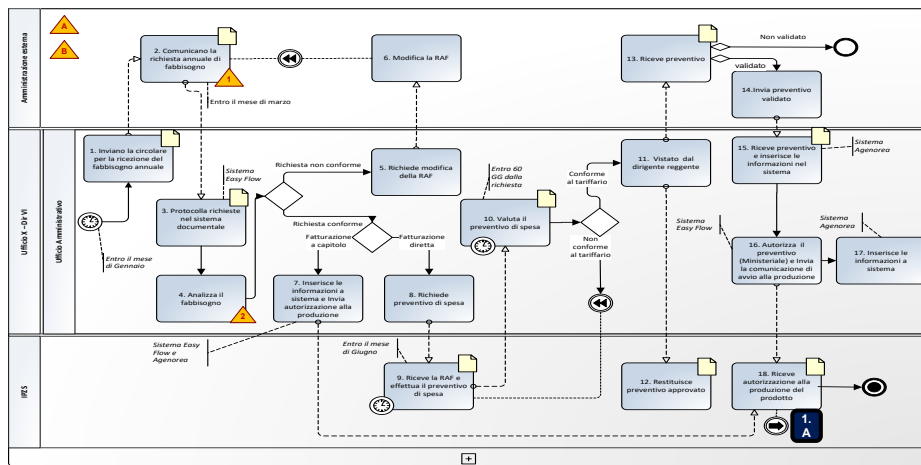 Amministrazione esterna
A
B
2. Comunicano la
richiesta annuale di
fabbisogno
1
Entro il mese di marzo
6. Modifica la RAF
13. Riceve preventivo
Non validato
validato
14.Invia preventivo
validato
Ufficio X – Dir VI
Ufficio Amministrativo
1. Inviano la circolare
per la ricezione del
fabbisogno annuale
Entro il mese
di Gennaio
Sistema
Easy Flow
3. Protocolla richieste
nel sistema
documentale
4. Analizza il
fabbisogno
2
Richiesta non conforme
Richiesta conforme
Fatturazione
a capitolo
Fatturazione
diretta
5. Richiede modifica
della RAF
7. Inserisce le
informazioni a
sistema e Invia
autorizzazione alla
produzione
8. Richiede
preventivo di spesa
Sistema Easy
Flow e
Agenorea
Entro 60
GG dalla
richiesta
10. Valuta il
preventivo di spesa
Conforme
al tariffario
Non
conforme
al tariffario
11. Vistato dal
dirigente reggente
15. Riceve preventivo
e inserisce le
informazioni nel
sistema
Sistema
Agenorea
Sistema
Easy Flow
16. Autorizza il
preventivo
(Ministeriale) e Invia
la comunicazione di
avvio alla produzione
Sistema
Agenorea
17. Inserisce le
informazioni a
sistema
IPZS
Entro il mese
di Giugno
9. Riceve la RAF e
effettua il preventivo
di spesa
12. Restituisce
preventivo approvato
18. Riceve
autorizzazione alla
produzione del
prodotto
1.
A